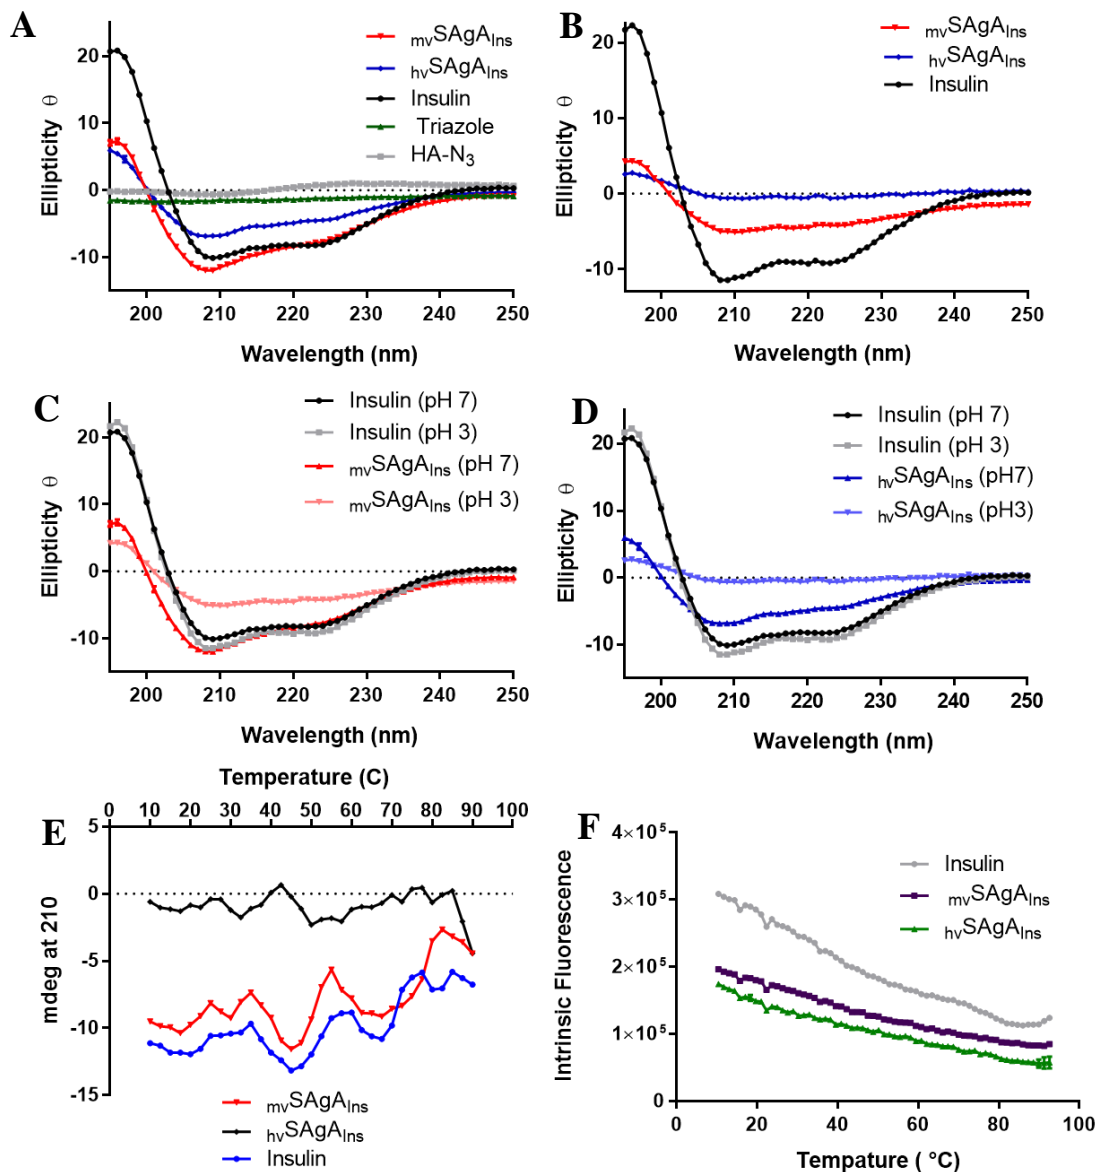 A
mvSAgAIns
hvSAgAIns
Insulin
Triazole
HA-N3
20
10
0
-10
Ellipticity θ
200 210 220 230 240 250
Wavelength (nm)
B
mvSAgAIns
hvSAgAIns
Insulin
20
10
0
-10
Ellipticity θ
200 210 220 230 240 250
Wavelength (nm)
C
Insulin (pH 7)
Insulin (pH 3)
mvSAgAIns (pH 7)
mvSAgAIns (pH 3)
20
10
0
-10
Ellipticity θ
200 210 220 230 240 250
Wavelength (nm)
D
Insulin (pH 7)
Insulin (pH 3)
hvSAgAIns (pH7)
hvSAgAIns (pH3)
20
10
0
-10
Ellipticity θ
200 210 220 230 240 250
Wavelength (nm)
E
Temperature (C)
0 10 20 30 40 50 60 70 80 90 100
5
0
-5
-10
-15
mdeg at 210
mvSAgAIns
hvSAgAIns
Insulin
F
4×10⁵
3×10⁵
2×10⁵
1×10⁵
0
Intrinsic Fluorescence
Insulin
mvSAgAIns
hvSAgAIns
0 20 40 60 80 100
Tempature ( °C)